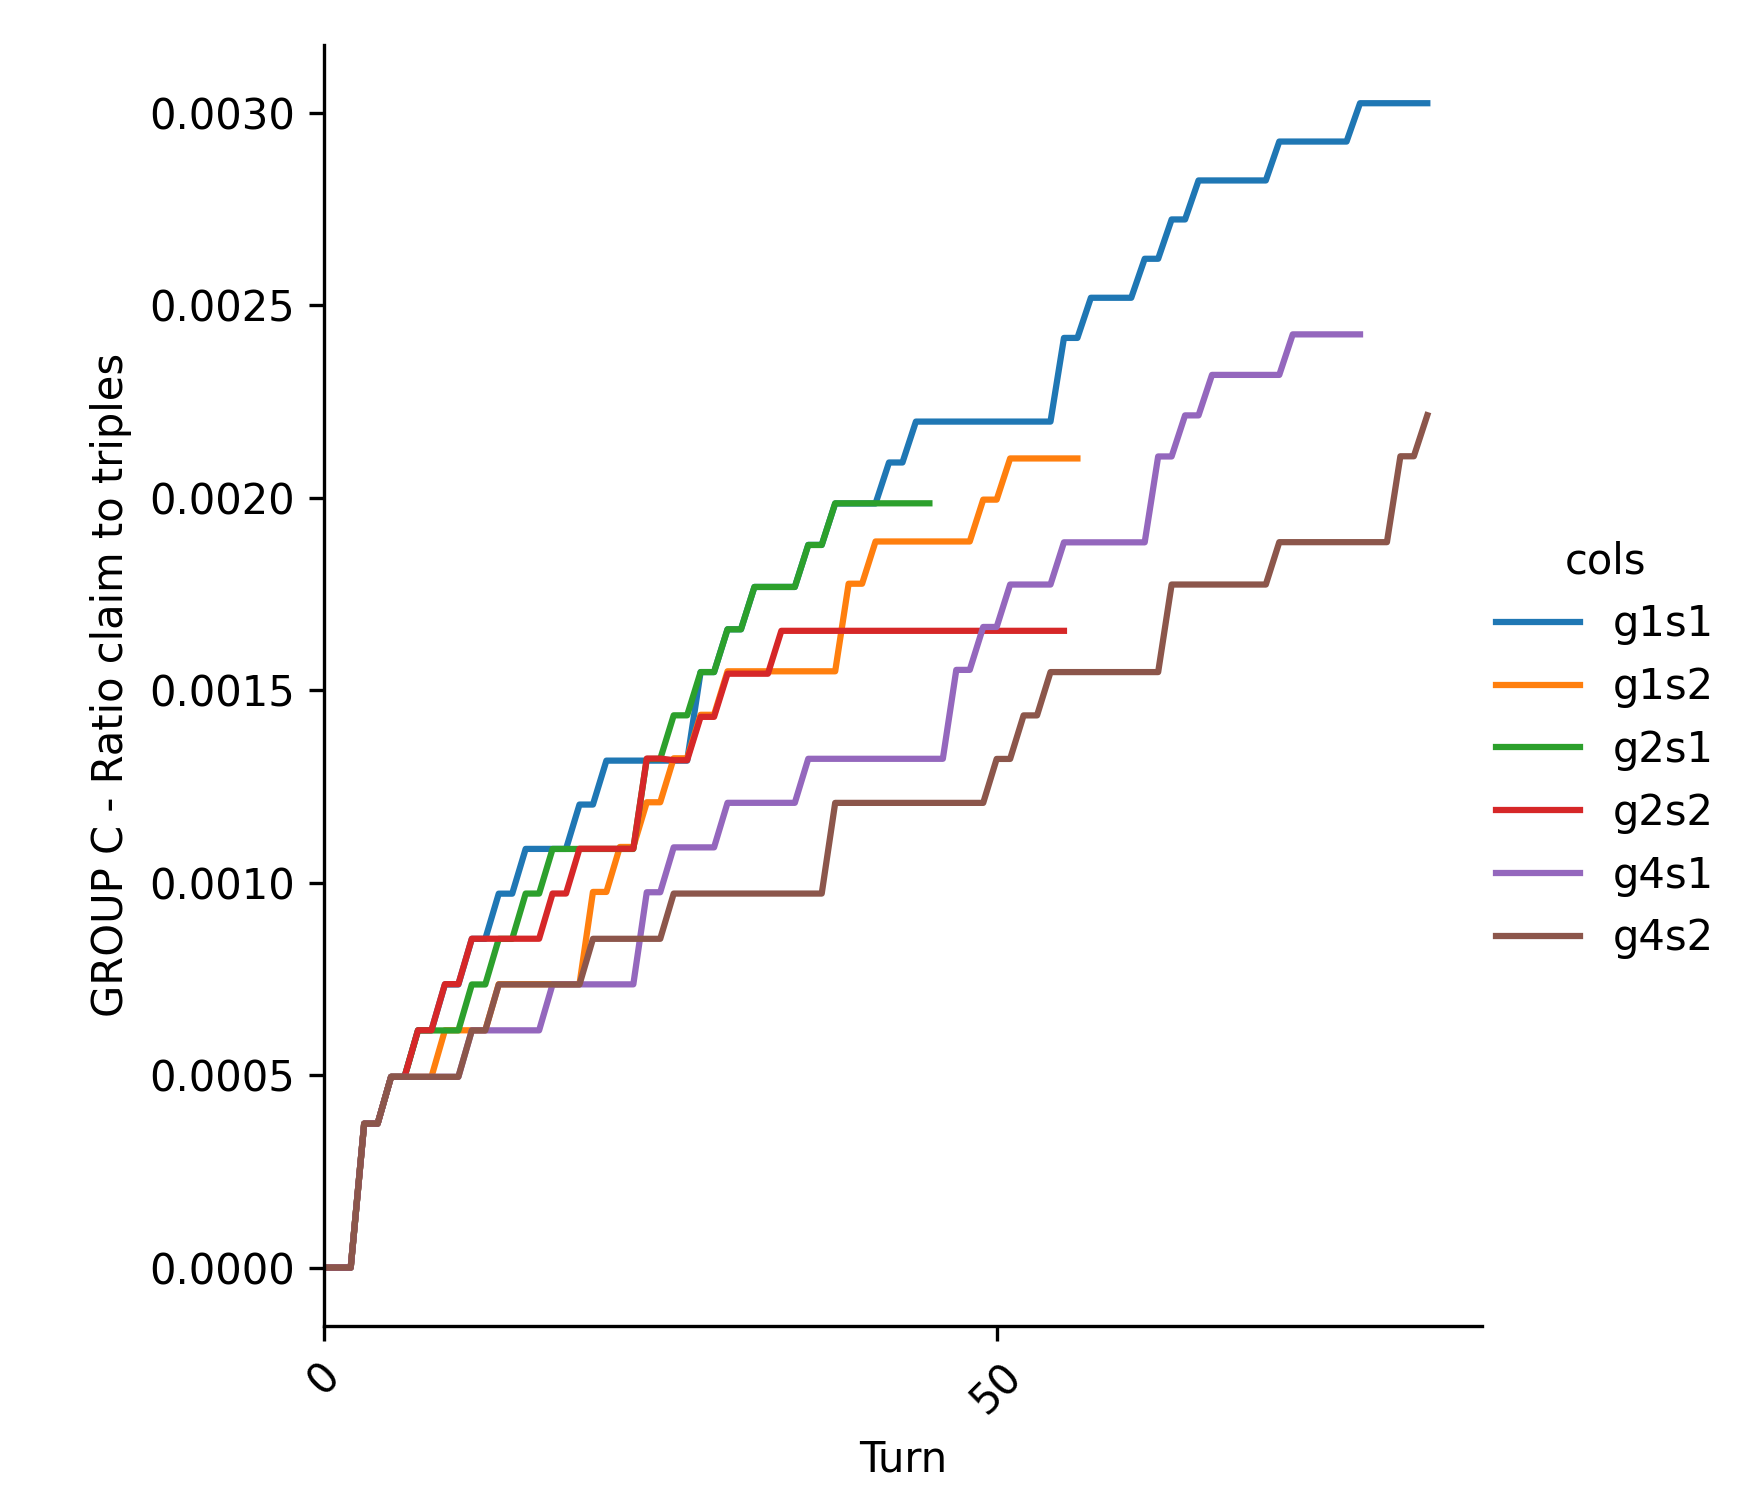 GROUP C - Ratio claim to triples
0.0030
0.0025
0.0020
0.0015
0.0010
0.0005
0.0000
0
50
Turn
cols
g1s1
g1s2
g2s1
g2s2
g4s1
g4s2